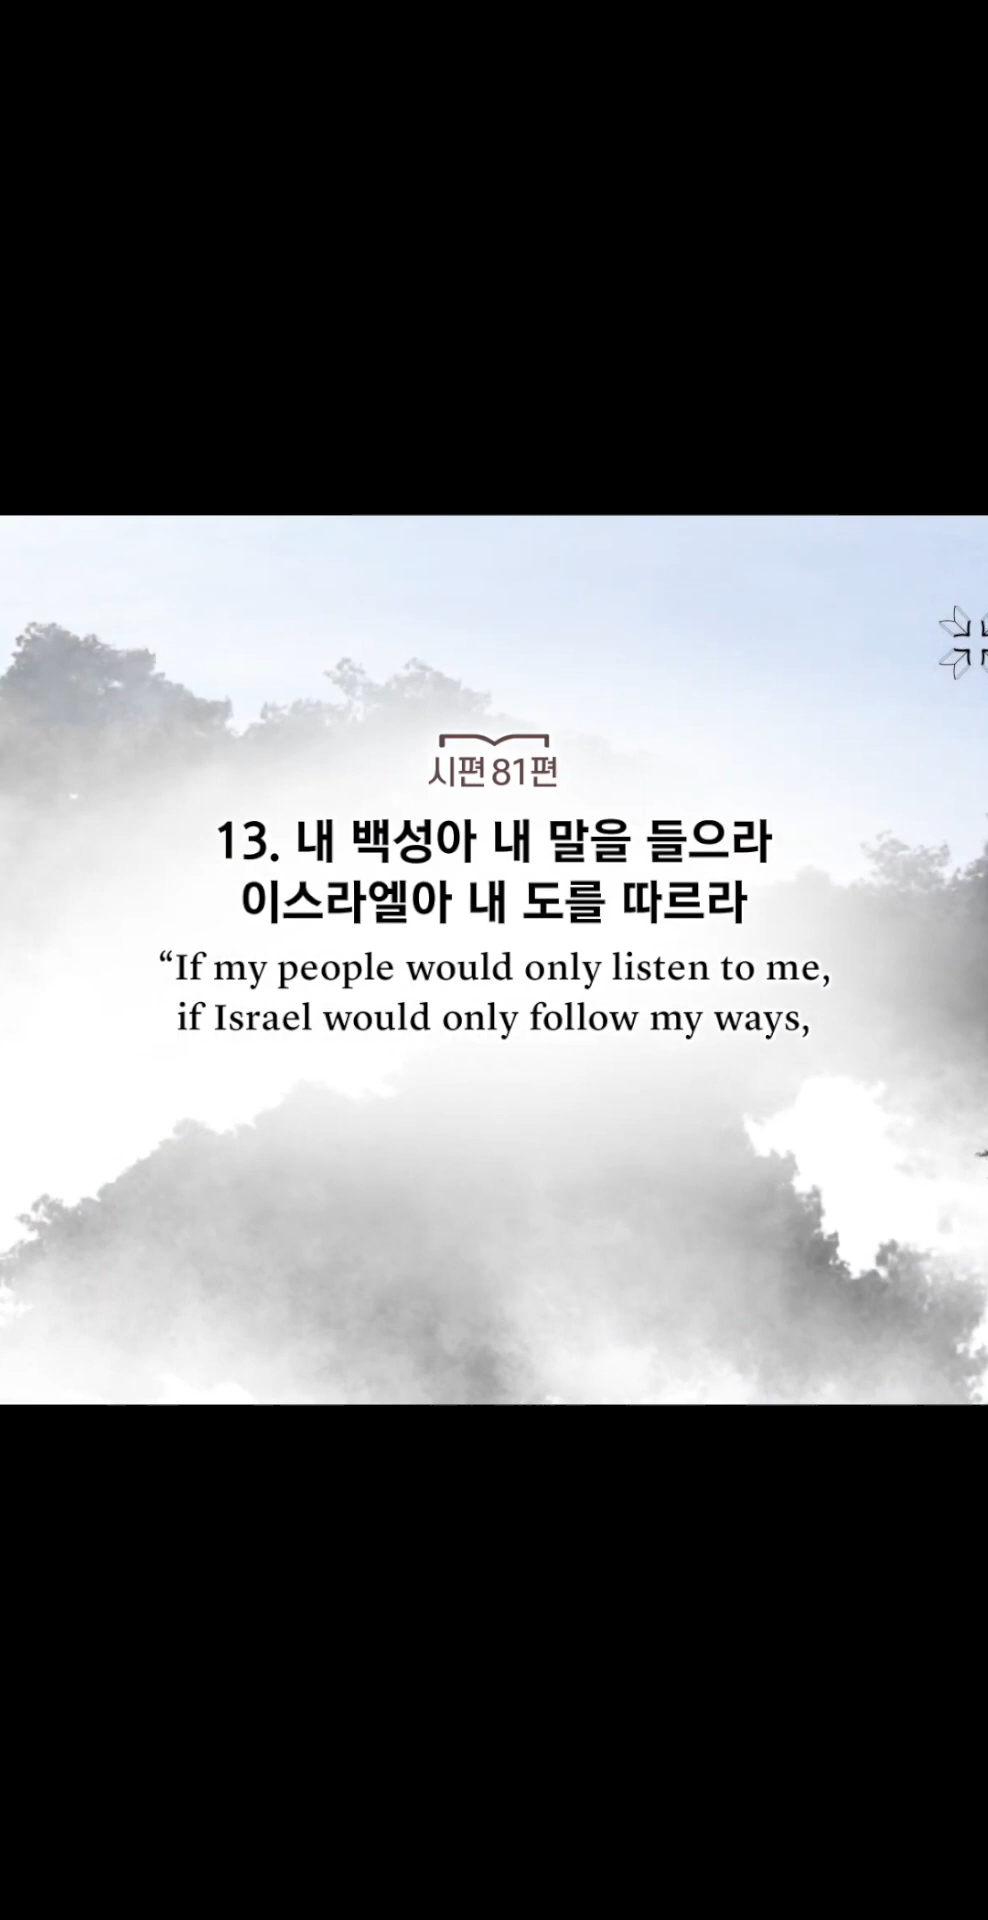 시편 81편
13. 내 백성아 내 말을 들으라
이스라엘아 내 도를 따르라
“If my people would only listen to me,
if Israel would only follow my ways,